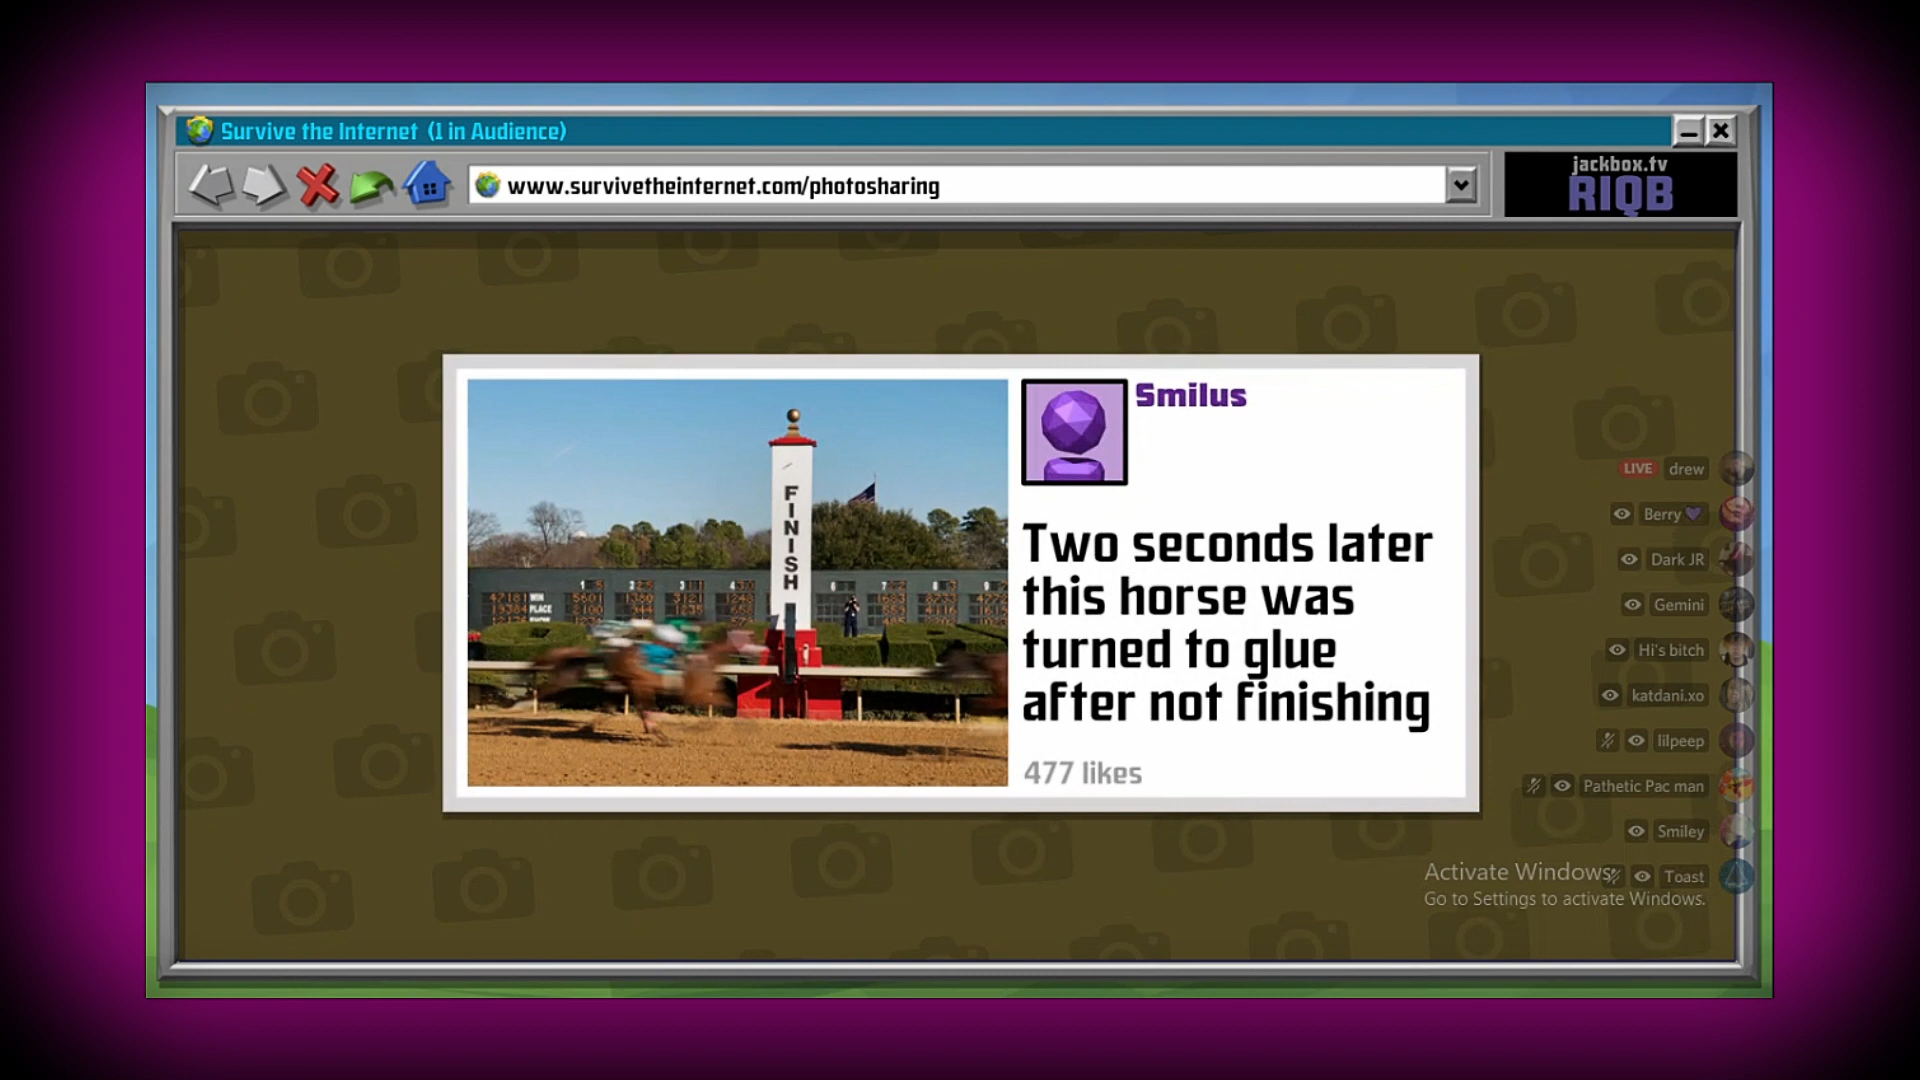 Survive the Internet (1 in Audience)
www.survivetheinternet.com/photosharing
jackbox.tv
RIQB
Smilus
FINISH
Two seconds later
this horse was
turned to glue
after not finishing
477 likes
LIVE drew
Berry
Dark JR
Gemini
Hi's bitch
katdani.xo
lilpeep
Pathetic Pac man
Smiley
Toast
Activate Windows
Go to Settings to activate Windows.